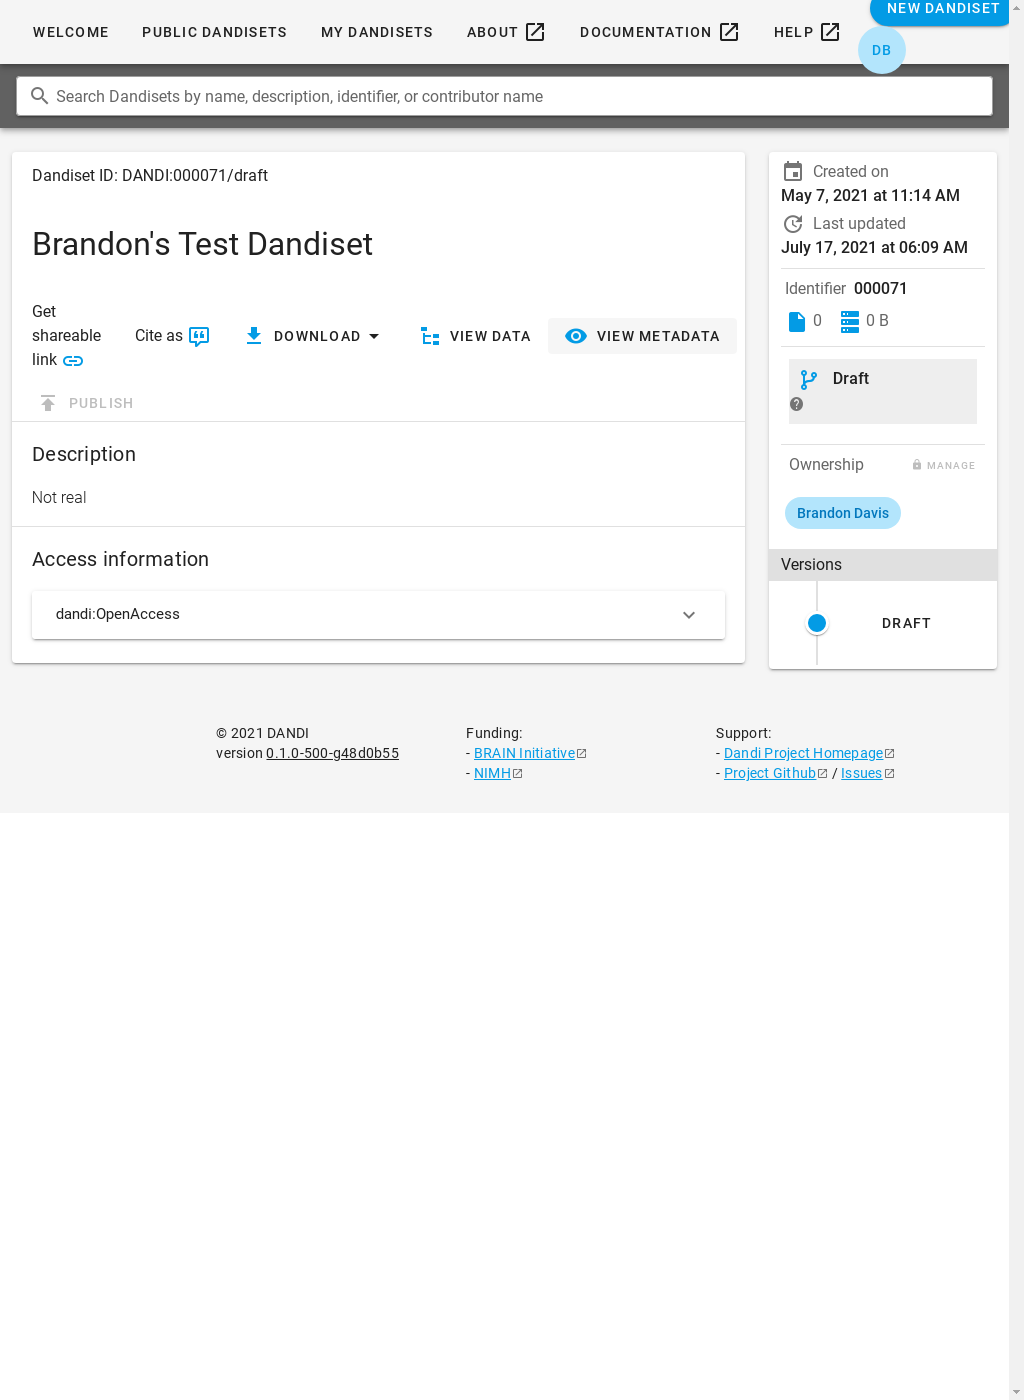 WELCOME PUBLIC DANDISETS MY DANDISETS ABOUT DOCUMENTATION HELP NEW DANDISET
DB
Search Dandisets by name, description, identifier, or contributor name
Dandiset ID: DANDI:000071/draft
Brandon's Test Dandiset
Get shareable link
Cite as
DOWNLOAD
VIEW DATA
VIEW METADATA
PUBLISH
Description
Not real
Access information
dandi:OpenAccess
Created on
May 7, 2021 at 11:14 AM
Last updated
July 17, 2021 at 06:09 AM
Identifier 000071
0 0 B
Draft
Ownership MANAGE
Brandon Davis
Versions
DRAFT
© 2021 DANDI
version 0.1.0-500-g48d0b55
Funding:
- BRAIN Initiative
- NIMH
Support:
- Dandi Project Homepage
- Project Github / Issues